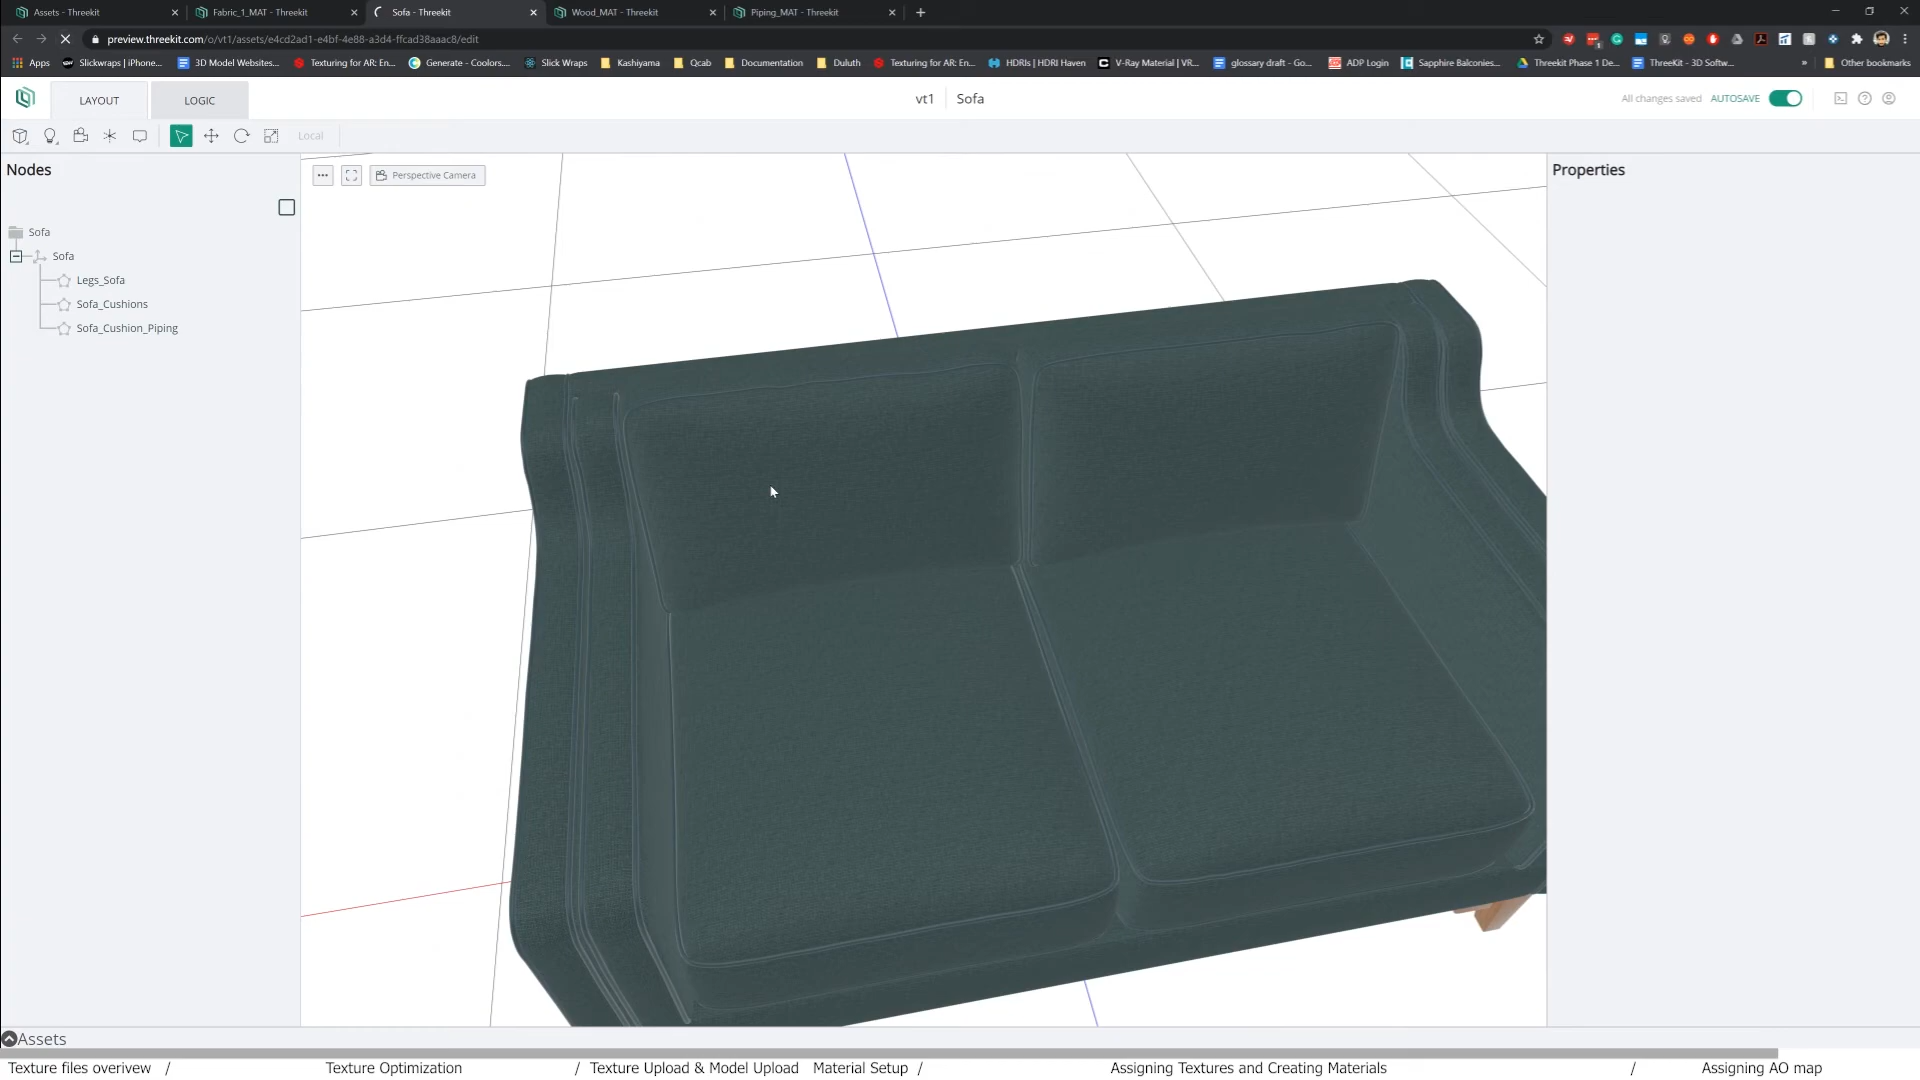 Assets - Threekit
Fabric_1_MAT - Threekit
Sofa - Threekit
Wood_MAT - Threekit
Piping_MAT - Threekit
preview.threekit.com/o/vt1/assets/e4cd2ad1-e4bf-4e88-a3d4-ffcad38aaac8/edit
Apps
Slickwraps | iPhone...
3D Model Websites...
Texturing for AR: En...
Generate - Coolors....
Slick Wraps
Kashiyama
Qcab
Documentation
Duluth
Texturing for AR: En...
HDRIs | HDRI Haven
V-Ray Material | VR...
glossary draft - Go...
ADP Login
Sapphire Balconies...
Threekit Phase 1 De...
ThreeKit - 3D Softw...
»
Other bookmarks
LAYOUT
LOGIC
vt1
Sofa
All changes saved
AUTOSAVE
Local
Nodes
Perspective Camera
Properties
Sofa
Sofa
Legs_Sofa
Sofa_Cushions
Sofa_Cushion_Piping
Assets
Texture files overivew / Texture Optimization / Texture Upload & Model Upload Material Setup / Assigning Textures and Creating Materials / Assigning AO map